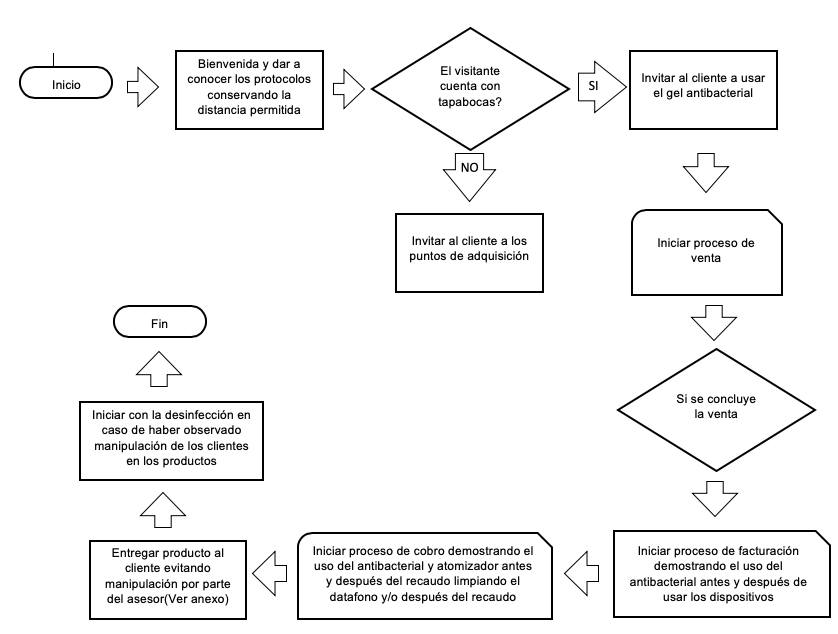 Inicio
Bienvenida y dar a
conocer los protocolos
conservando la
distancia permitida
El visitante
cuenta con
tapabocas?
SI
Invitar al cliente a usar
el gel antibacterial
NO
Invitar al cliente a los
puntos de adquisición
Iniciar proceso de
venta
Si se concluye
la venta
Iniciar proceso de facturación
demostrando el uso del
antibacterial antes y después de
usar los dispositivos
Iniciar proceso de cobro demostrando el
uso del antibacterial y atomizador antes
y después del recaudo limpiando el
datafono y/o después del recaudo
Entregar producto al
cliente evitando
manipulación por parte
del asesor(Ver anexo)
Iniciar con la desinfección en
caso de haber observado
manipulación de los clientes
en los productos
Fin